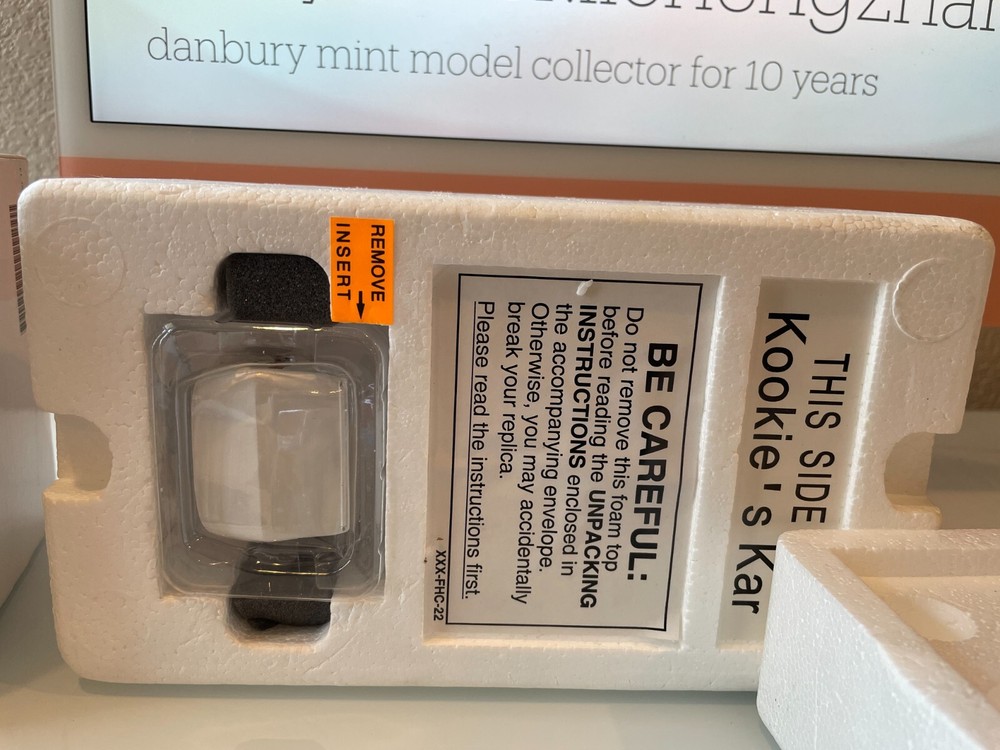 danbury mint model collector for 10 years
REMOVE
INSERT
THIS SIDE
Kookie's Kar
BE CAREFUL:
Do not remove this foam top
before reading the UNPACKING
INSTRUCTIONS enclosed in
the accompanying envelope.
Otherwise, you may accidentally
break your replica.
Please read the instructions first.
XXX-FHC-22